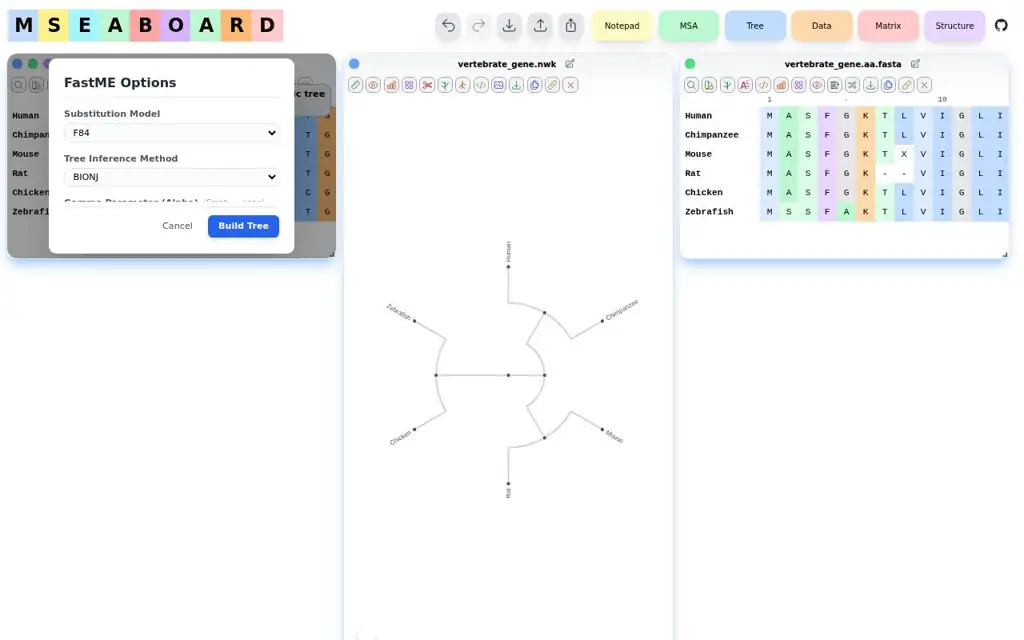 MSEABOARD
Notepad
MSA
Tree
Data
Matrix
Structure
FastME Options
Substitution Model
F84
Tree Inference Method
BIONJ
Cancel
Build Tree
c tree
Human
Chimpan
Mouse
Rat
Chicken
Zebrafi
G
T G
T G
T G
C G
T G
vertebrate_gene.nwk
Human
Chimpanzee
Zebrafish
Chicken
Mouse
Rat
vertebrate_gene.aa.fasta
1 · 10
Human M A S F G K T L V I G L I
Chimpanzee M A S F G K T L V I G L I
Mouse M A S F G K T X V I G L I
Rat M A S F G K - - V I G L I
Chicken M A S F G K T L V I G L I
Zebrafish M S S F A K T L V I G L I